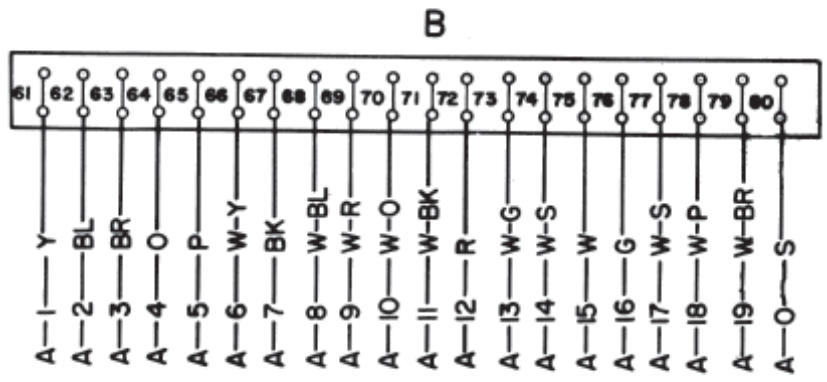 B
61 62 63 64 65 66 67 68 69 70 71 72 73 74 75 76 77 78 79 80
A—1—Y
A—2—BL
A—3—BR
A—4—O
A—5—P
A—6—W-Y
A—7—BK
A—8—W-BL
A—9—W-R
A—10—W-O
A—11—W-BK
A—12—R
A—13—W-G
A—14—W-S
A—15—W
A—16—G
A—17—W-S
A—18—W-P
A—19—W-BR
A—0—S